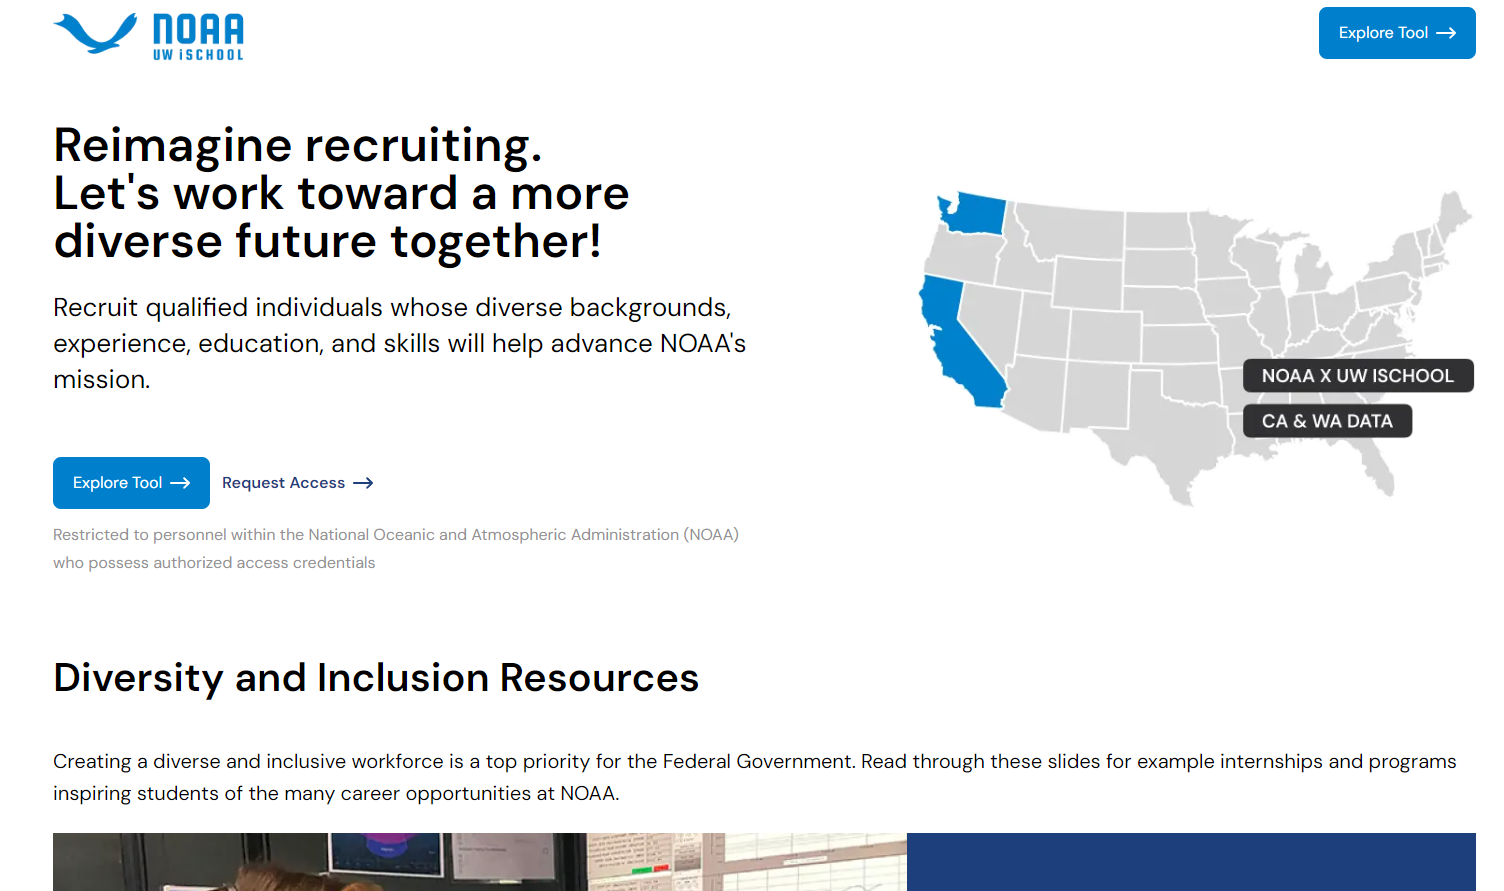 NOAA
UW iSCHOOL
Explore Tool
Reimagine recruiting.
Let's work toward a more
diverse future together!
Recruit qualified individuals whose diverse backgrounds,
experience, education, and skills will help advance NOAA's
mission.
NOAA X UW ISCHOOL
CA & WA DATA
Explore Tool
Request Access
Restricted to personnel within the National Oceanic and Atmospheric Administration (NOAA)
who possess authorized access credentials
Diversity and Inclusion Resources
Creating a diverse and inclusive workforce is a top priority for the Federal Government. Read through these slides for example internships and programs
inspiring students of the many career opportunities at NOAA.